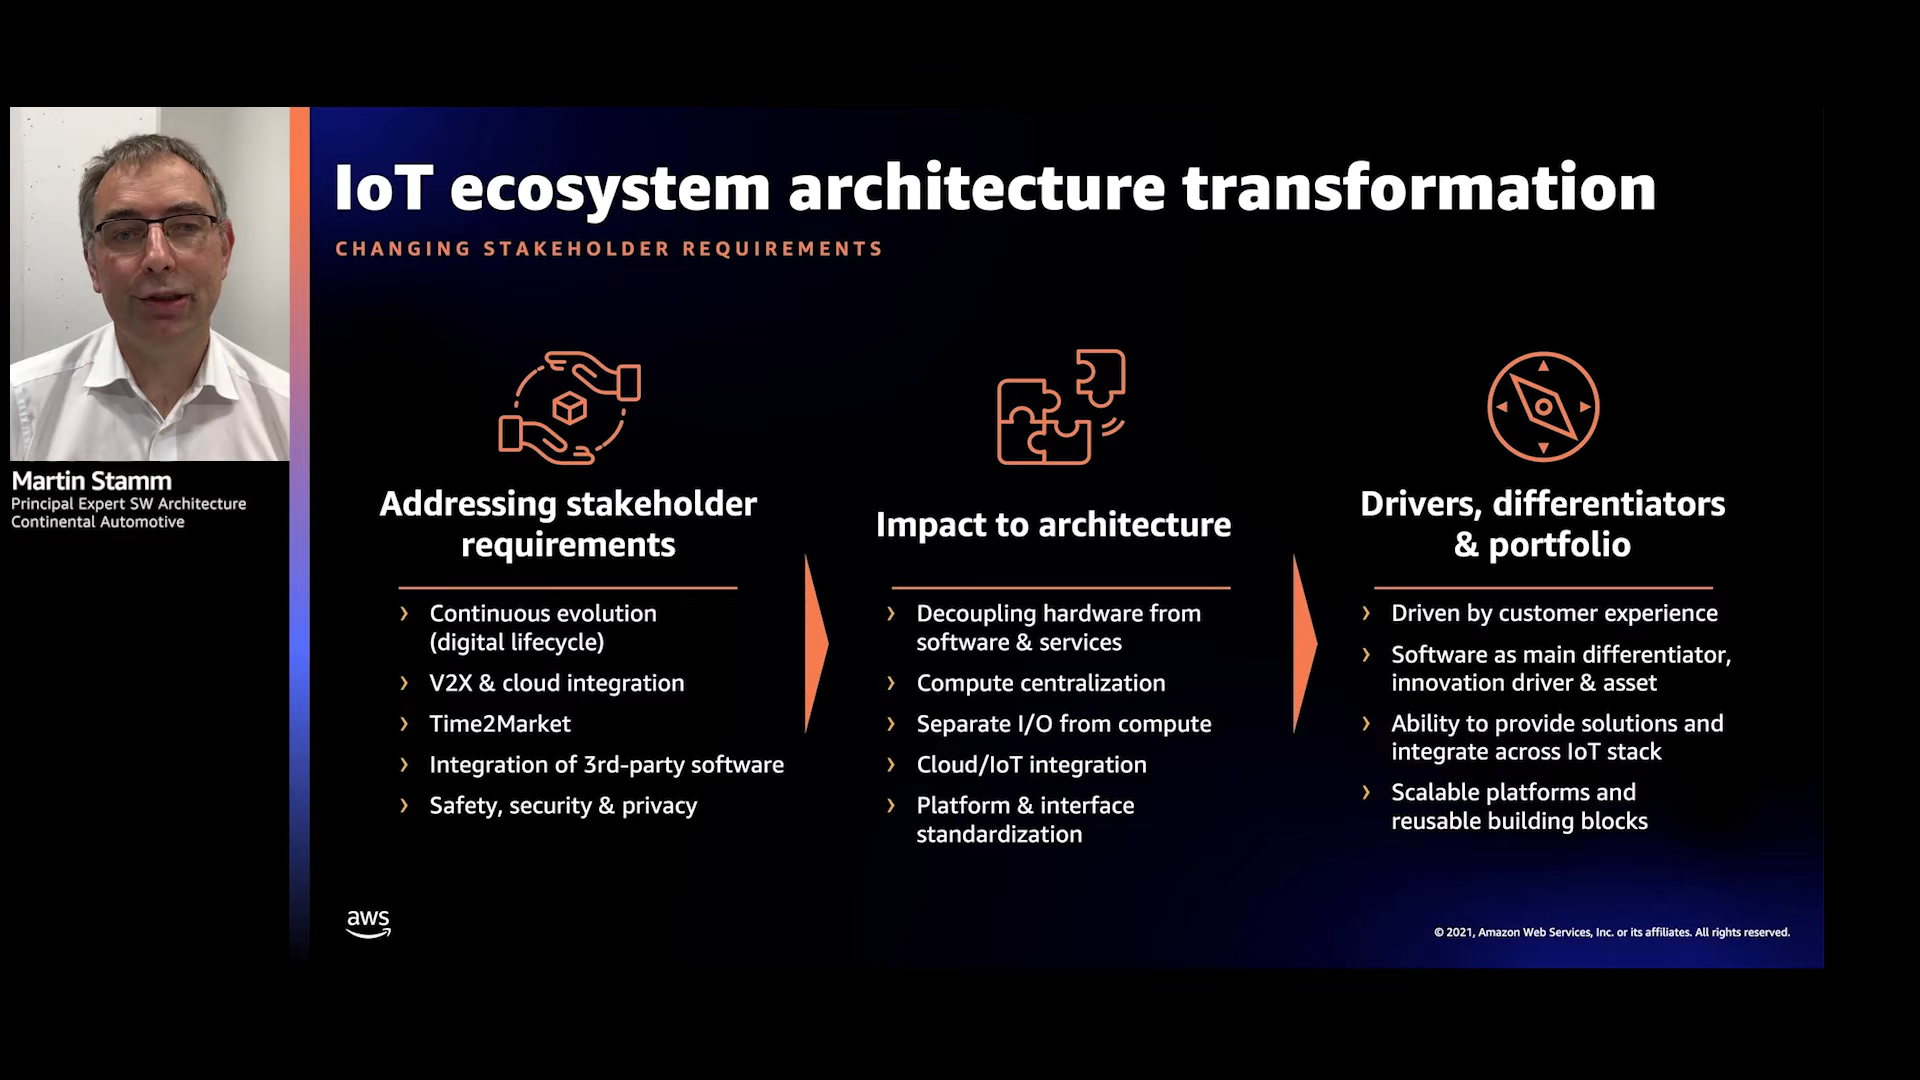 IoT ecosystem architecture transformation
CHANGING STAKEHOLDER REQUIREMENTS
Martin Stamm
Principal Expert SW Architecture
Continental Automotive
Addressing stakeholder
requirements
Continuous evolution
(digital lifecycle)
V2X & cloud integration
Time2Market
Integration of 3rd-party software
Safety, security & privacy
Impact to architecture
Decoupling hardware from
software & services
Compute centralization
Separate I/O from compute
Cloud/IoT integration
Platform & interface
standardization
Drivers, differentiators
& portfolio
Driven by customer experience
Software as main differentiator,
innovation driver & asset
Ability to provide solutions and
integrate across IoT stack
Scalable platforms and
reusable building blocks
aws
© 2021, Amazon Web Services, Inc. or its affiliates. All rights reserved.